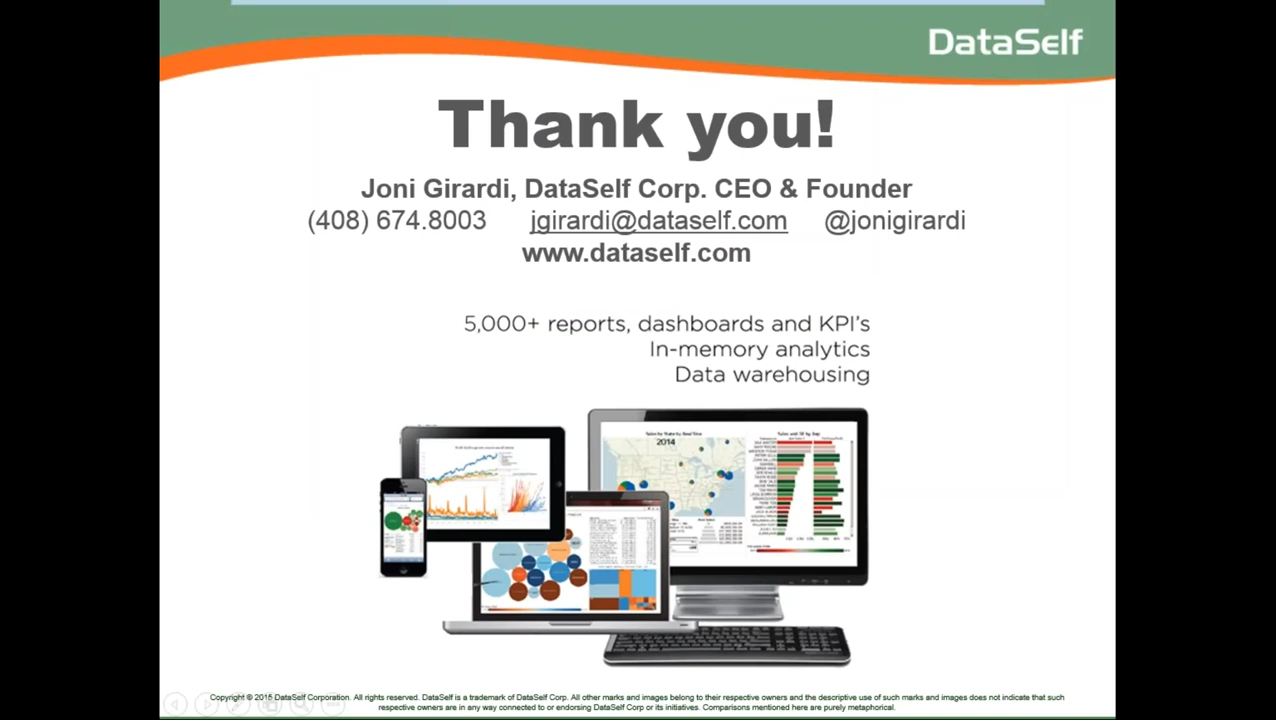 DataSelf
Thank you!
Joni Girardi, DataSelf Corp. CEO & Founder
(408) 674.8003 jgirardi@dataself.com @jonigirardi
www.dataself.com
5,000+ reports, dashboards and KPI's
In-memory analytics
Data warehousing
2014
Copyright © 2015 DataSelf Corporation. All rights reserved. DataSelf is a trademark of DataSelf Corp. All other marks and images belong to their respective owners and the descriptive use of such marks and images does not indicate that such
respective owners are in any way connected to or endorsing DataSelf Corp or its initiatives. Comparisons mentioned here are purely metaphorical.